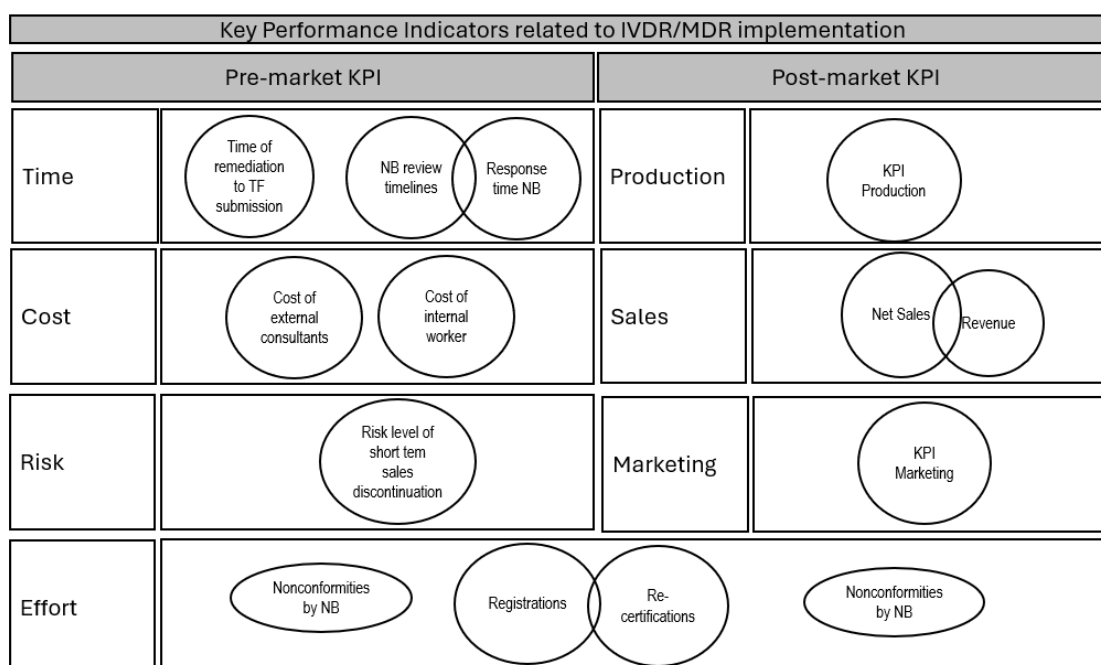 Key Performance Indicators related to IVDR/MDR implementation
Pre-market KPI
Post-market KPI
Time
Time of
remediation
to TF
submission
NB review
timelines
Response
time NB
Production
KPI
Production
Cost
Cost of
external
consultants
Cost of
internal
worker
Sales
Net Sales
Revenue
Risk
Risk level of
short tem
sales
discontinuation
Marketing
KPI
Marketing
Effort
Nonconformities
by NB
Registrations
Re-
certifications
Nonconformities
by NB